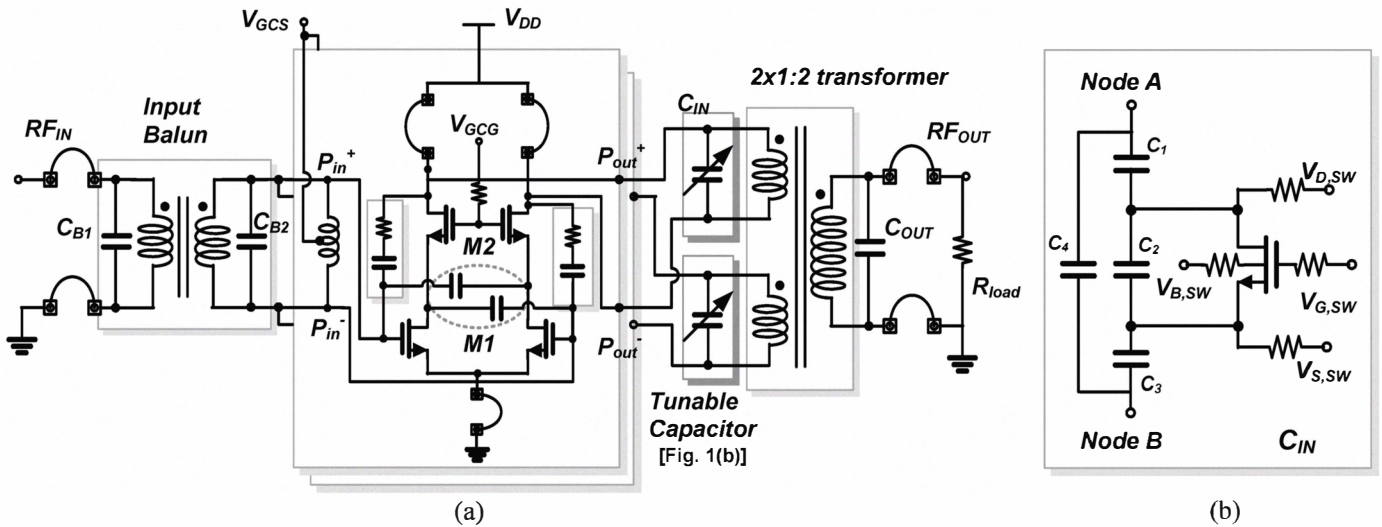 V_GCS
V_DD
2x1:2 transformer
Node A
Input
Balun
C_IN
RF_IN
V_GCG
RF_OUT
P_in+
P_out+
C_1
V_D,SW
C_B1
C_B2
M2
C_OUT
C_4
C_2
R_load
V_B,SW
V_G,SW
P_in-
M1
P_out-
C_3
V_S,SW
Tunable
Capacitor
[Fig. 1(b)]
Node B
C_IN
(a)
(b)